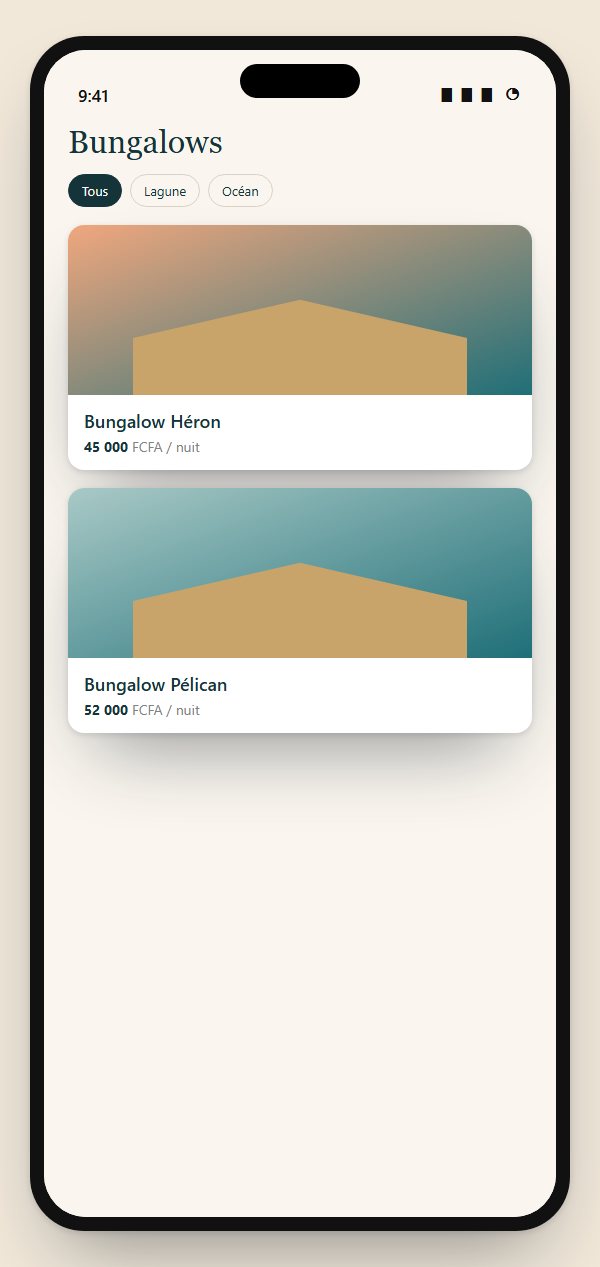 9:41
Bungalows
Tous Lagune Océan
Bungalow Héron
45 000 FCFA / nuit
Bungalow Pélican
52 000 FCFA / nuit